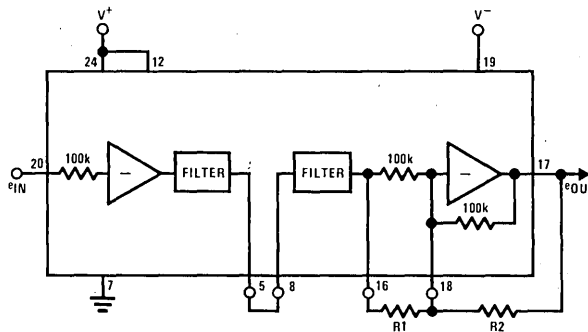 V+
V−
24
12
19
20
100k
−
FILTER
FILTER
100k
−
17
eIN
eOU
100k
7
5
8
16
18
R1
R2